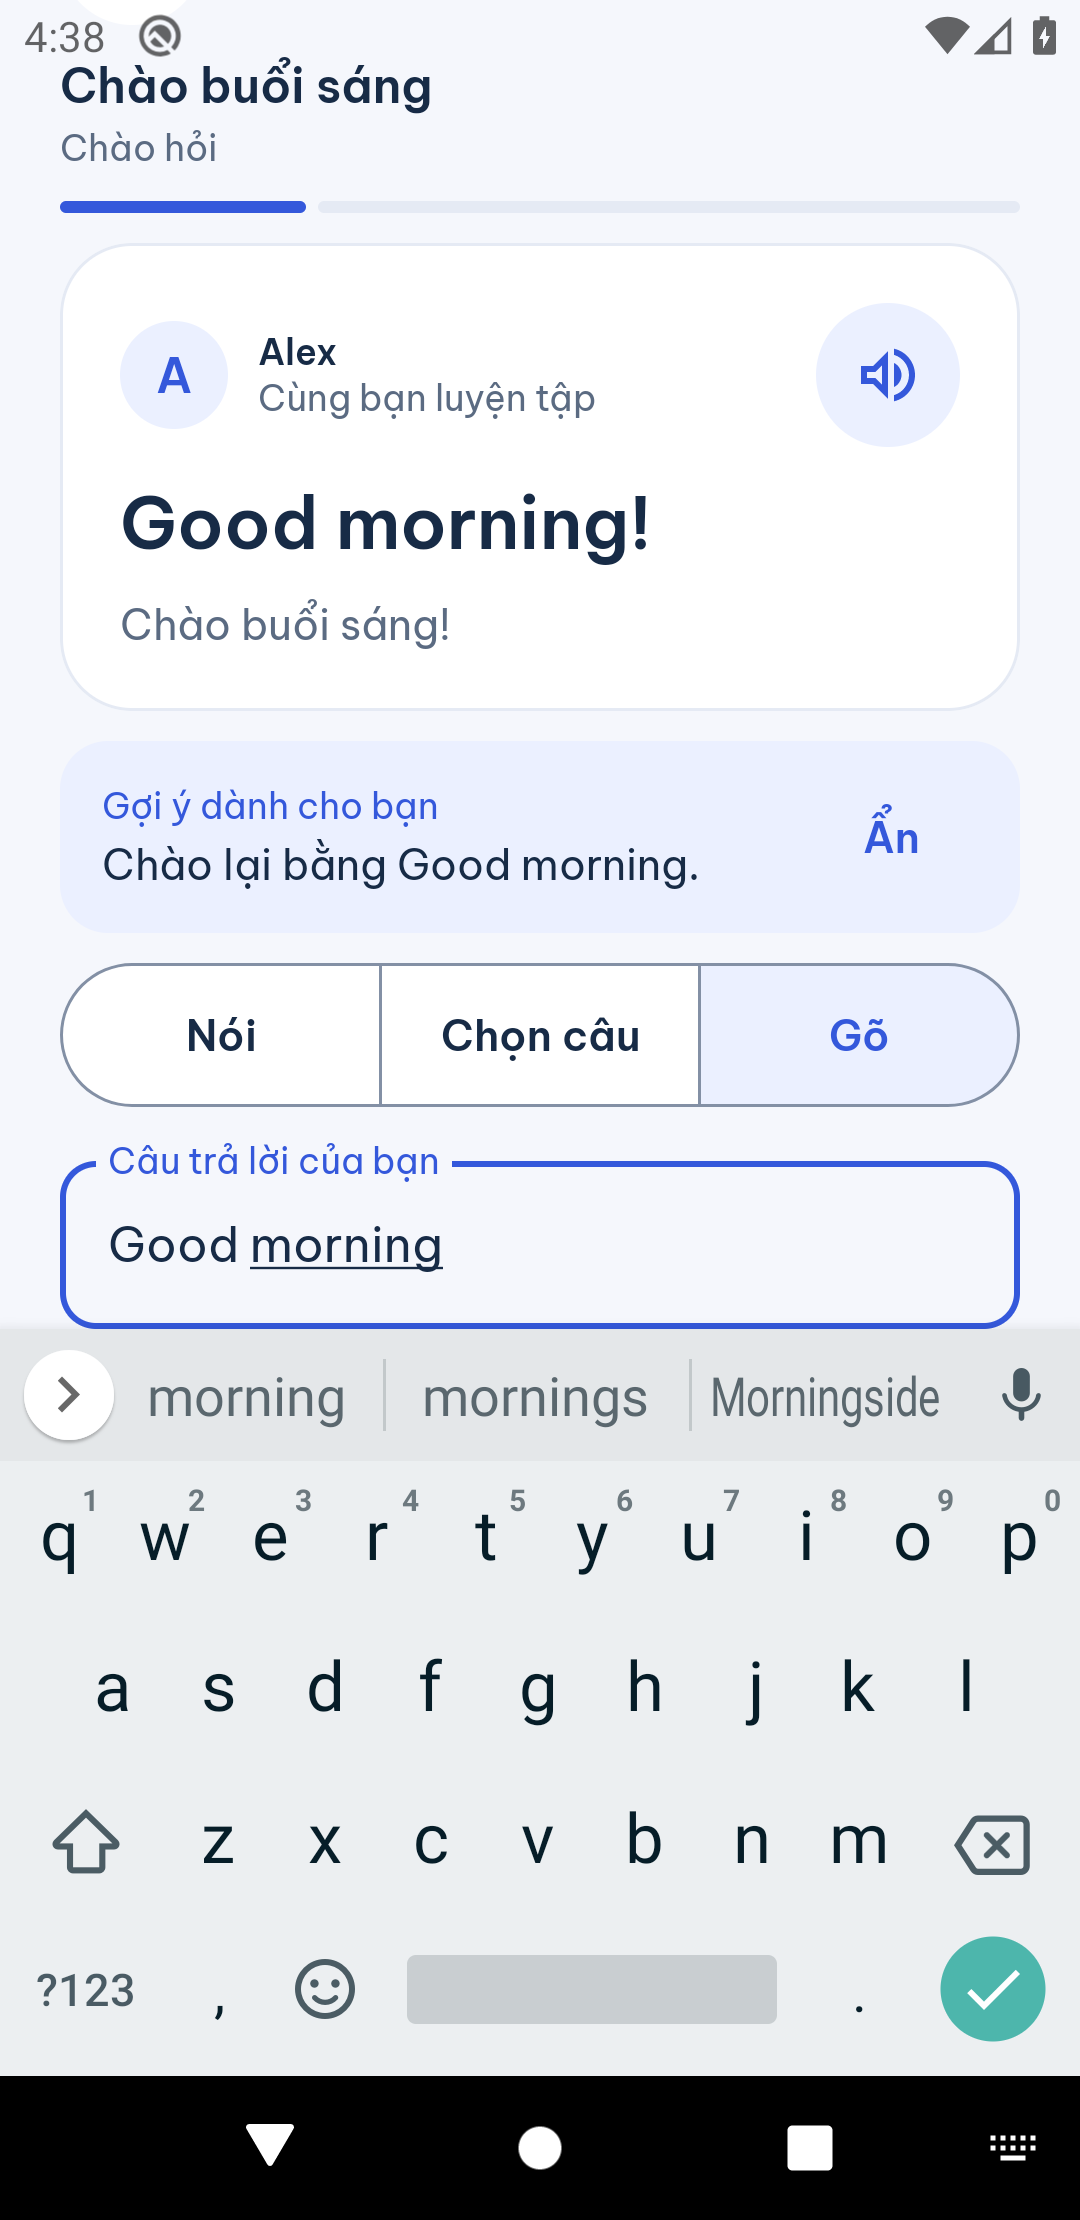 4:38
Chào buổi sáng
Chào hỏi
A
Alex
Cùng bạn luyện tập
Good morning!
Chào buổi sáng!
Gợi ý dành cho bạn
Chào lại bằng Good morning.
Ẩn
Nói
Chọn câu
Gõ
Câu trả lời của bạn
Good morning
morning
mornings
Morningside
1 2 3 4 5 6 7 8 9 0
q w e r t y u i o p
a s d f g h j k l
z x c v b n m
?123 , .